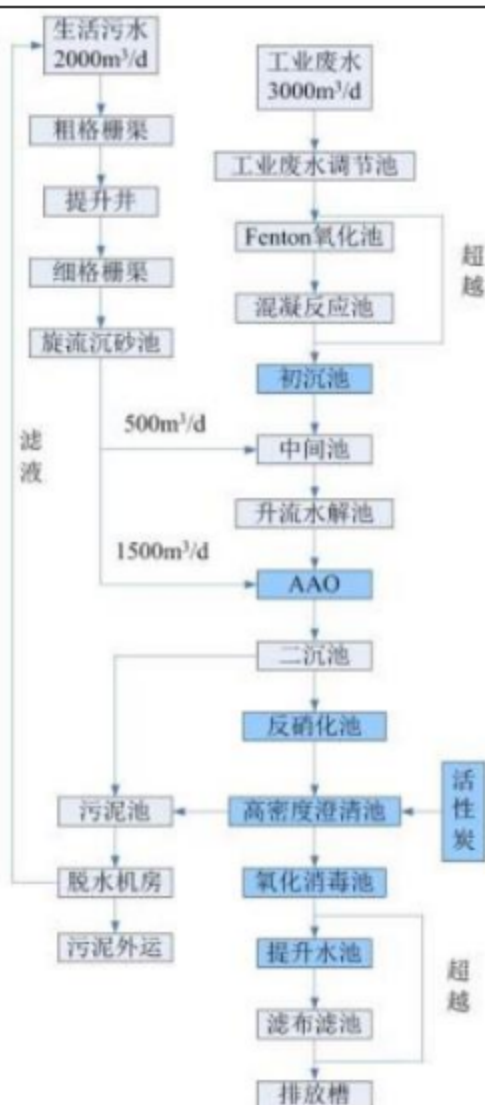 生活污水
2000m³/d
粗格栅渠
提升井
细格栅渠
旋流沉砂池
滤液
500m³/d
1500m³/d
工业废水
3000m³/d
工业废水调节池
Fenton氧化池
混凝反应池
超越
初沉池
中间池
升流水解池
AAO
二沉池
反硝化池
高密度澄清池
活性炭
污泥池
脱水机房
污泥外运
氧化消毒池
提升水池
滤布滤池
超越
排放槽